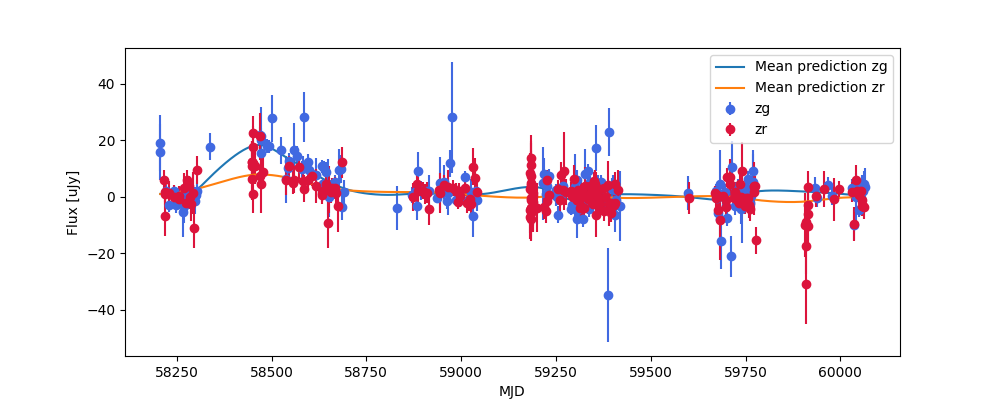 Flux [uJy]
40
20
0
−20
−40
58250
58500
58750
59000
59250
59500
59750
60000
MJD
Mean prediction zg
Mean prediction zr
zg
zr